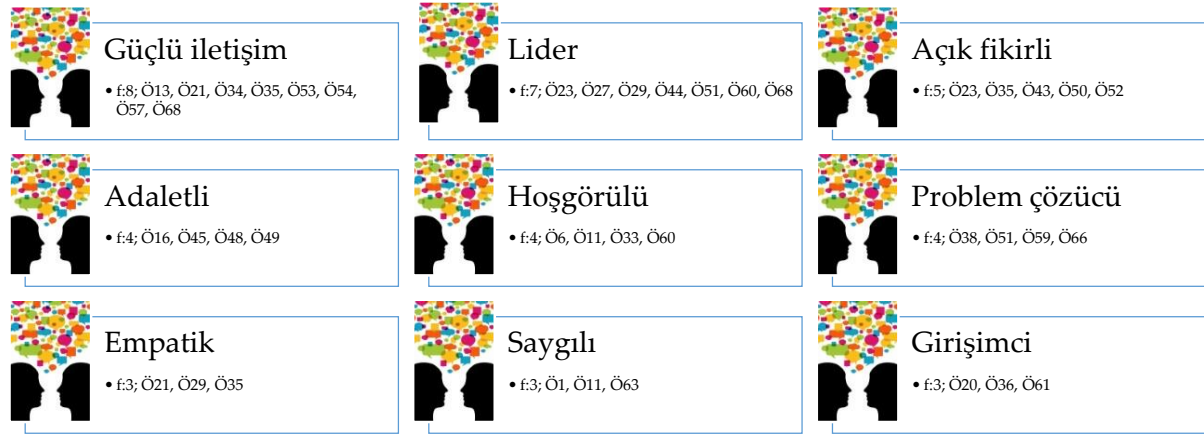 Güçlü iletişim
• f:8; Ö13, Ö21, Ö34, Ö35, Ö53, Ö54,
Ö57, Ö68
Lider
• f:7; Ö23, Ö27, Ö29, Ö44, Ö51, Ö60, Ö68
Açık fikirli
• f:5; Ö23, Ö35, Ö43, Ö50, Ö52
Adaletli
• f:4; Ö16, Ö45, Ö48, Ö49
Hoşgörülü
• f:4; Ö6, Ö11, Ö33, Ö60
Problem çözücü
• f:4; Ö38, Ö51, Ö59, Ö66
Empatik
• f:3; Ö21, Ö29, Ö35
Saygılı
• f:3; Ö1, Ö11, Ö63
Girişimci
• f:3; Ö20, Ö36, Ö61